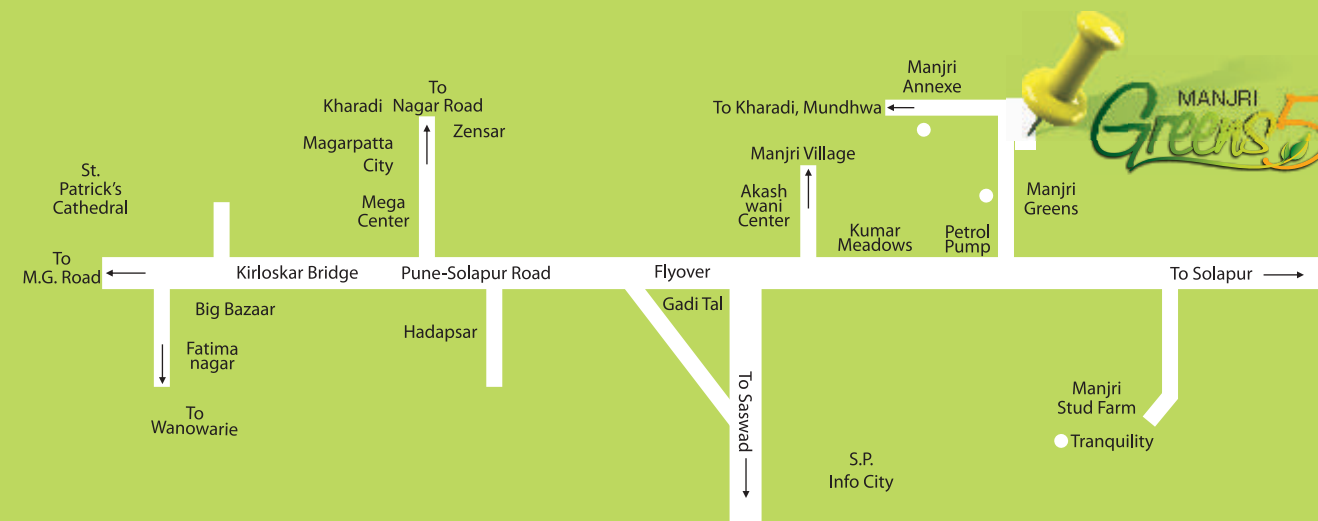 Manjri
Annexe
To Kharadi, Mundhwa
MANJRI
Greens 5
To
Nagar Road
Kharadi
Zensar
Magarpatta
City
Mega
Center
St.
Patrick's
Cathedral
Manjri Village
Akash
wani
Center
Kumar
Meadows
Petrol
Pump
Manjri
Greens
To
M.G. Road
Kirloskar Bridge
Pune-Solapur Road
Flyover
To Solapur
Big Bazaar
Fatima
nagar
To
Wanowarie
Hadapsar
Gadi Tal
To Saswad
S.P.
Info City
Manjri
Stud Farm
Tranquility